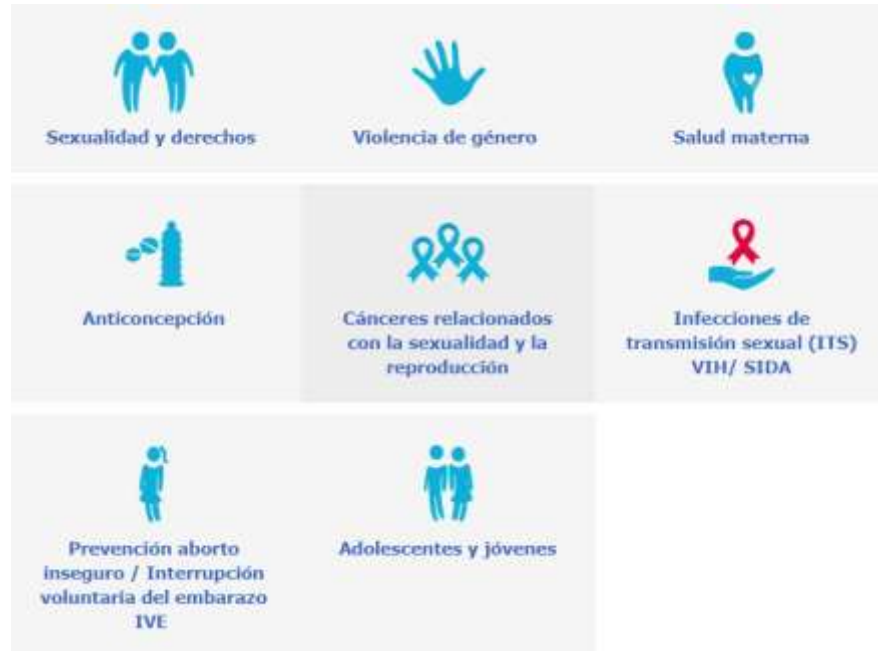 Sexualidad y derechos
Violencia de género
Salud materna
Anticoncepción
Cánceres relacionados
con la sexualidad y la
reproducción
Infecciones de
transmisión sexual (ITS)
VIH/ SIDA
Prevención aborto
inseguro / Interrupción
voluntaria del embarazo
IVE
Adolescentes y jóvenes